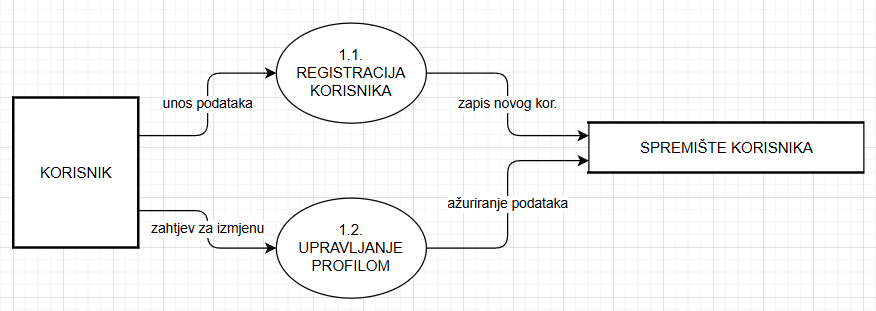 1.1.
REGISTRACIJA
KORISNIKA
unos podataka
zapis novog kor.
KORISNIK
SPREMIŠTE KORISNIKA
zahtjev za izmjenu
ažuriranje podataka
1.2.
UPRAVLJANJE
PROFILOM